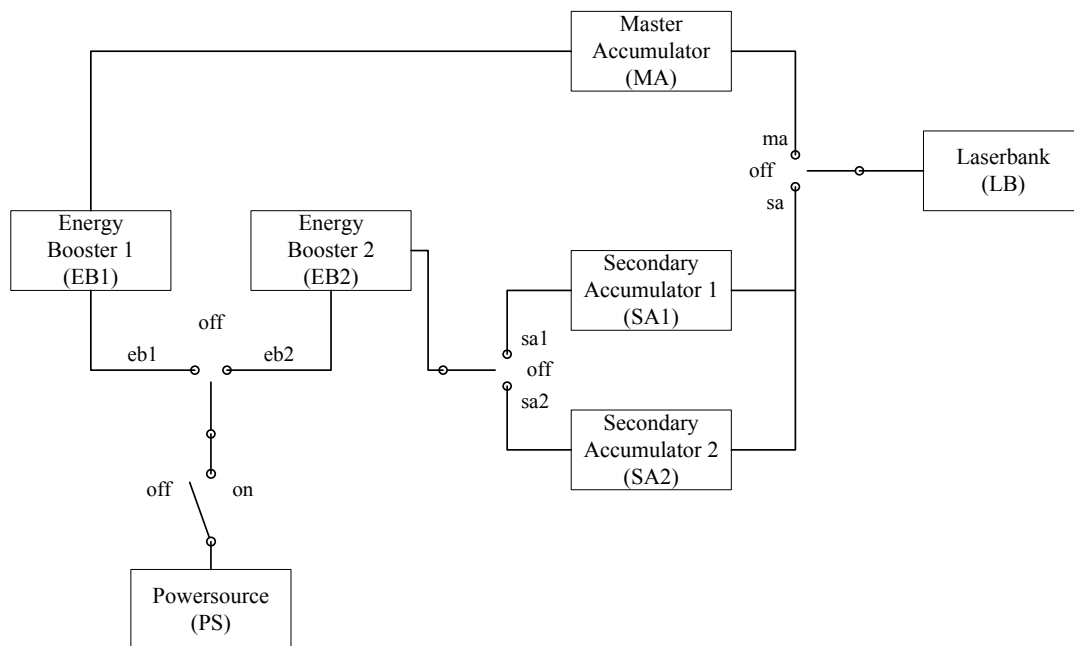 Master
Accumulator
(MA)
ma
off
sa
Laserbank
(LB)
Energy
Booster 1
(EB1)
Energy
Booster 2
(EB2)
Secondary
Accumulator 1
(SA1)
off
eb1
eb2
sa1
off
sa2
Secondary
Accumulator 2
(SA2)
off
on
Powersource
(PS)